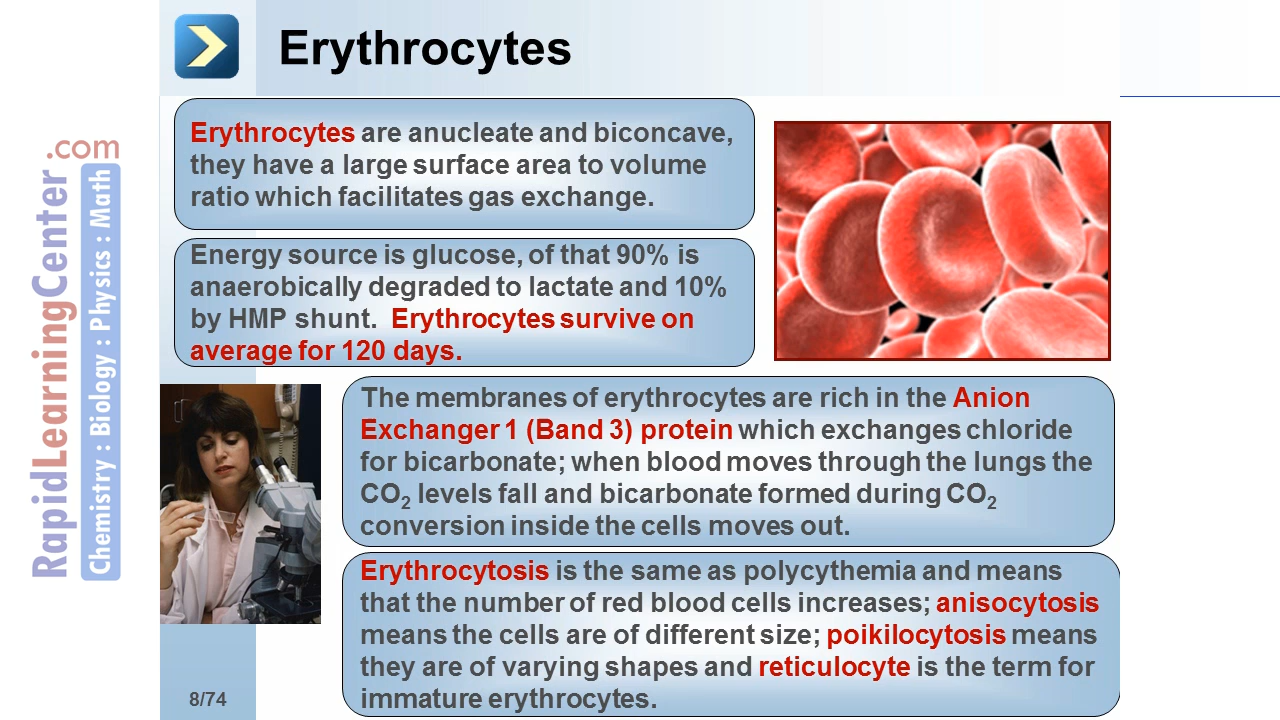 Erythrocytes
Erythrocytes are anucleate and biconcave,
they have a large surface area to volume
ratio which facilitates gas exchange.
Energy source is glucose, of that 90% is
anaerobically degraded to lactate and 10%
by HMP shunt. Erythrocytes survive on
average for 120 days.
The membranes of erythrocytes are rich in the Anion
Exchanger 1 (Band 3) protein which exchanges chloride
for bicarbonate; when blood moves through the lungs the
CO2 levels fall and bicarbonate formed during CO2
conversion inside the cells moves out.
Erythrocytosis is the same as polycythemia and means
that the number of red blood cells increases; anisocytosis
means the cells are of different size; poikilocytosis means
they are of varying shapes and reticulocyte is the term for
immature erythrocytes.
8/74
RapidLearningCenter.com
Chemistry : Biology : Physics : Math